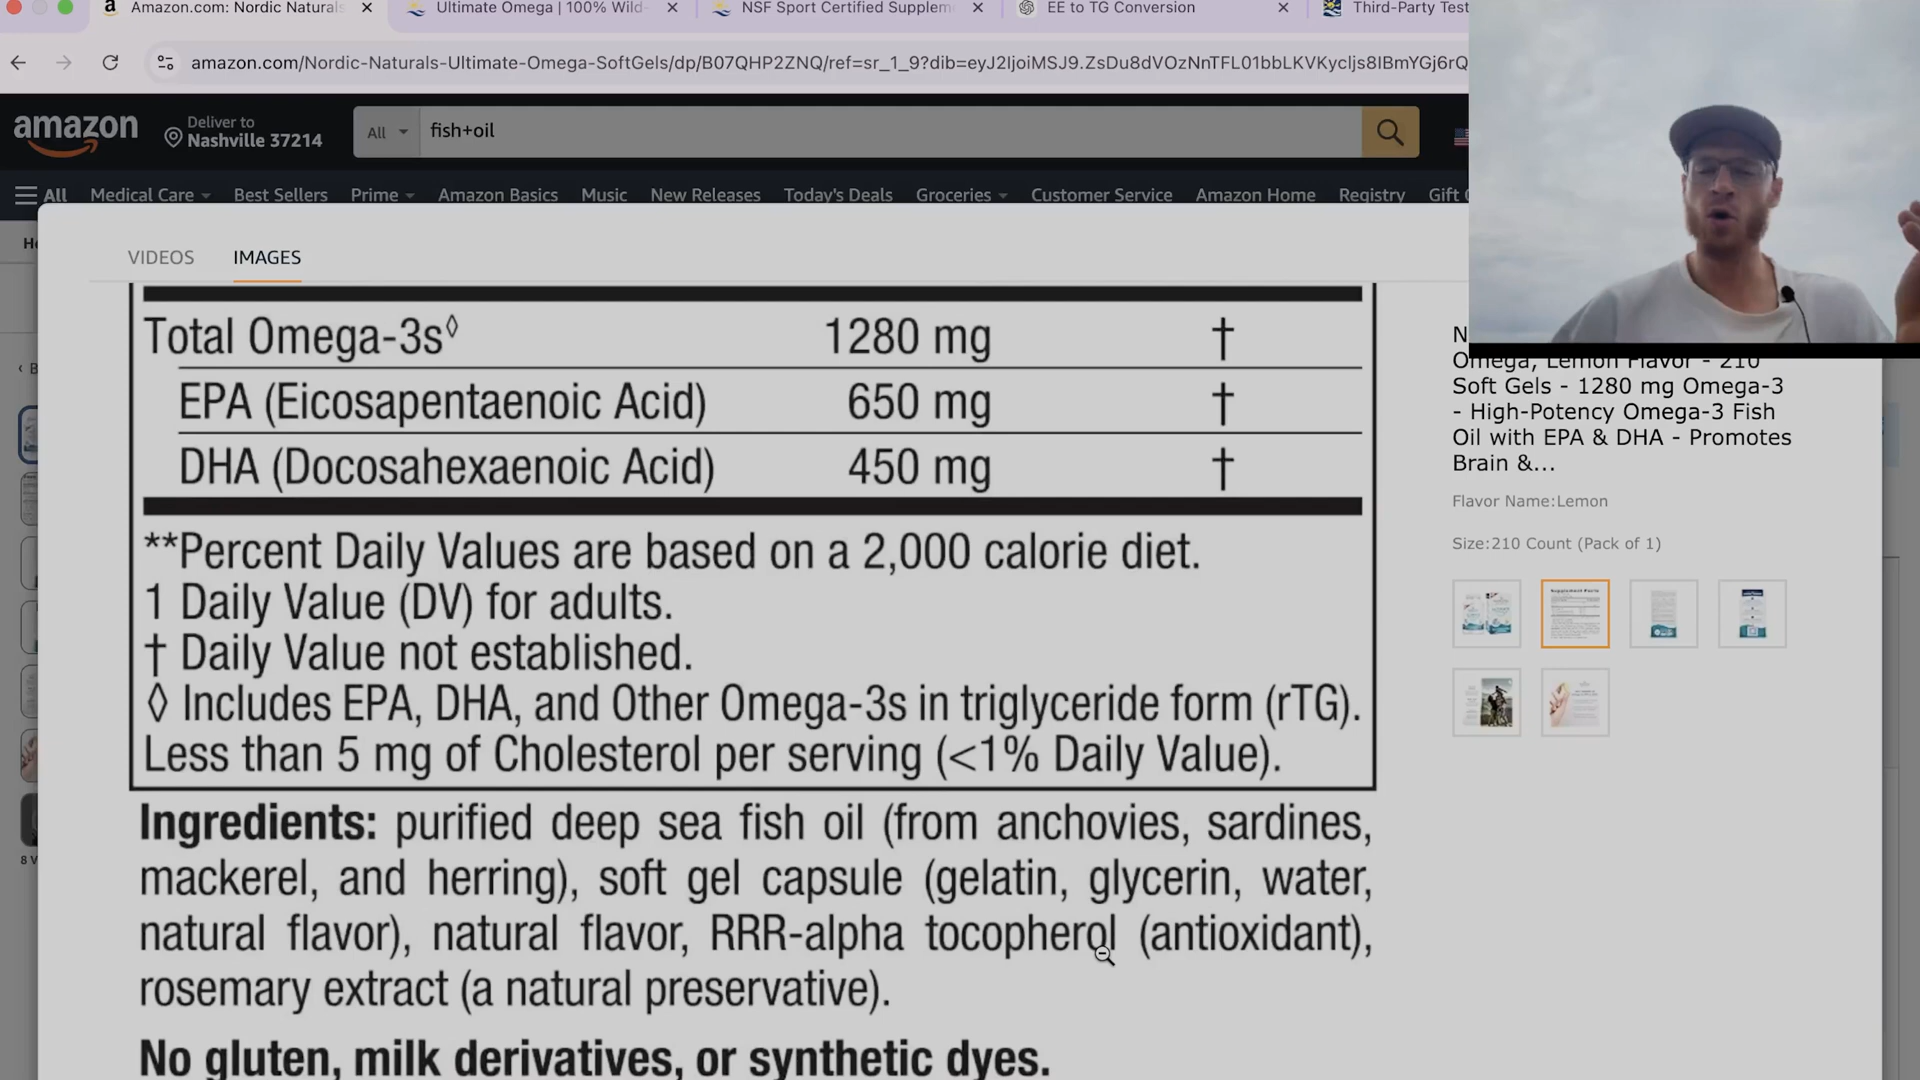 Amazon.com: Nordic Naturals
Ultimate Omega | 100% Wild-
NSF Sport Certified Supplem
EE to TG Conversion
Third-Party Test
amazon.com/Nordic-Naturals-Ultimate-Omega-SoftGels/dp/B07QHP2ZNQ/ref=sr_1_9?dib=eyJ2IjoiMSJ9.ZsDu8dVOzNnTFL01bbLKVKycljs8IBmYGj6rQ
amazon
Deliver to
Nashville 37214
All
fish+oil
All
Medical Care
Best Sellers
Prime
Amazon Basics
Music
New Releases
Today's Deals
Groceries
Customer Service
Amazon Home
Registry
Gift
VIDEOS
IMAGES
Total Omega-3s◊ 1280 mg †
EPA (Eicosapentaenoic Acid) 650 mg †
DHA (Docosahexaenoic Acid) 450 mg †
**Percent Daily Values are based on a 2,000 calorie diet.
1 Daily Value (DV) for adults.
† Daily Value not established.
◊ Includes EPA, DHA, and Other Omega-3s in triglyceride form (rTG).
Less than 5 mg of Cholesterol per serving (<1% Daily Value).
Ingredients: purified deep sea fish oil (from anchovies, sardines,
mackerel, and herring), soft gel capsule (gelatin, glycerin, water,
natural flavor), natural flavor, RRR-alpha tocopherol (antioxidant),
rosemary extract (a natural preservative).
No gluten, milk derivatives, or synthetic dyes.
Omega, Lemon Flavor - 210
Soft Gels - 1280 mg Omega-3
- High-Potency Omega-3 Fish
Oil with EPA & DHA - Promotes
Brain &...
Flavor Name:Lemon
Size:210 Count (Pack of 1)